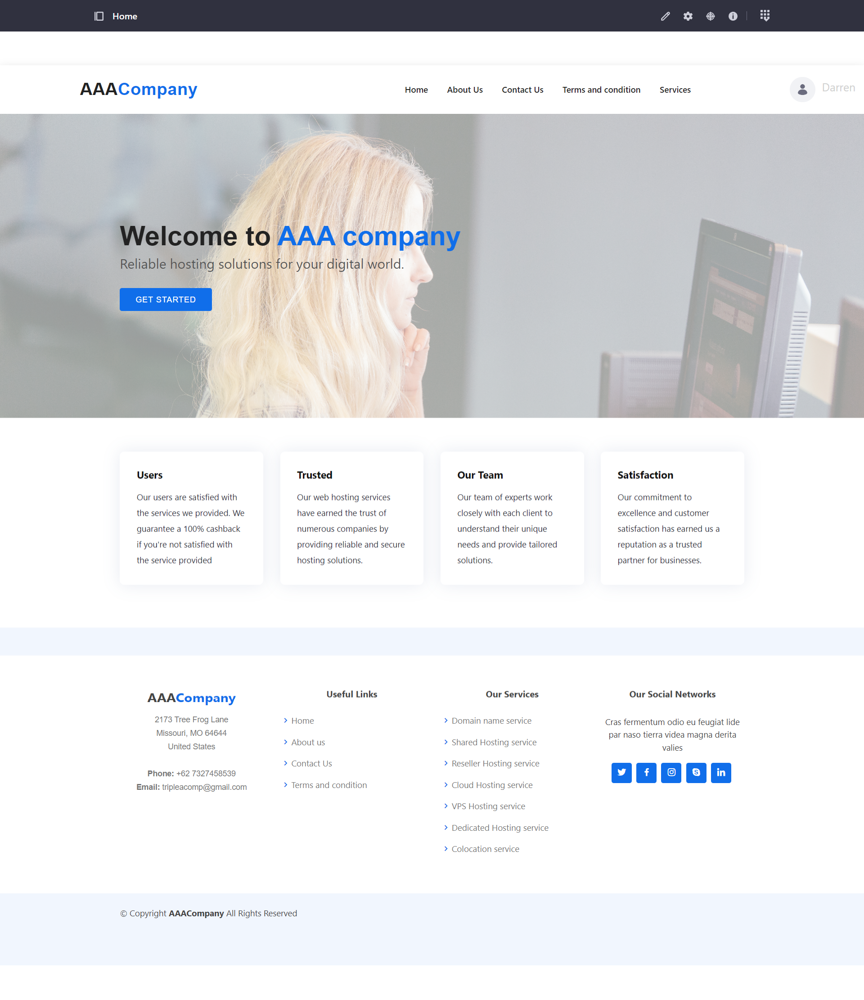 Home
AAACompany
Home
About Us
Contact Us
Terms and condition
Services
Darren
Welcome to AAA company
Reliable hosting solutions for your digital world.
GET STARTED
Users
Our users are satisfied with
the services we provided. We
guarantee a 100% cashback
if you're not satisfied with
the service provided
Trusted
Our web hosting services
have earned the trust of
numerous companies by
providing reliable and secure
hosting solutions.
Our Team
Our team of experts work
closely with each client to
understand their unique
needs and provide tailored
solutions.
Satisfaction
Our commitment to
excellence and customer
satisfaction has earned us a
reputation as a trusted
partner for businesses.
AAACompany
2173 Tree Frog Lane
Missouri, MO 64644
United States
Phone: +62 7327458539
Email: tripleacomp@gmail.com
Useful Links
Home
About us
Contact Us
Terms and condition
Our Services
Domain name service
Shared Hosting service
Reseller Hosting service
Cloud Hosting service
VPS Hosting service
Dedicated Hosting service
Colocation service
Our Social Networks
Cras fermentum odio eu feugiat lide
par naso tierra videa magna derita
valies
© Copyright AAACompany All Rights Reserved